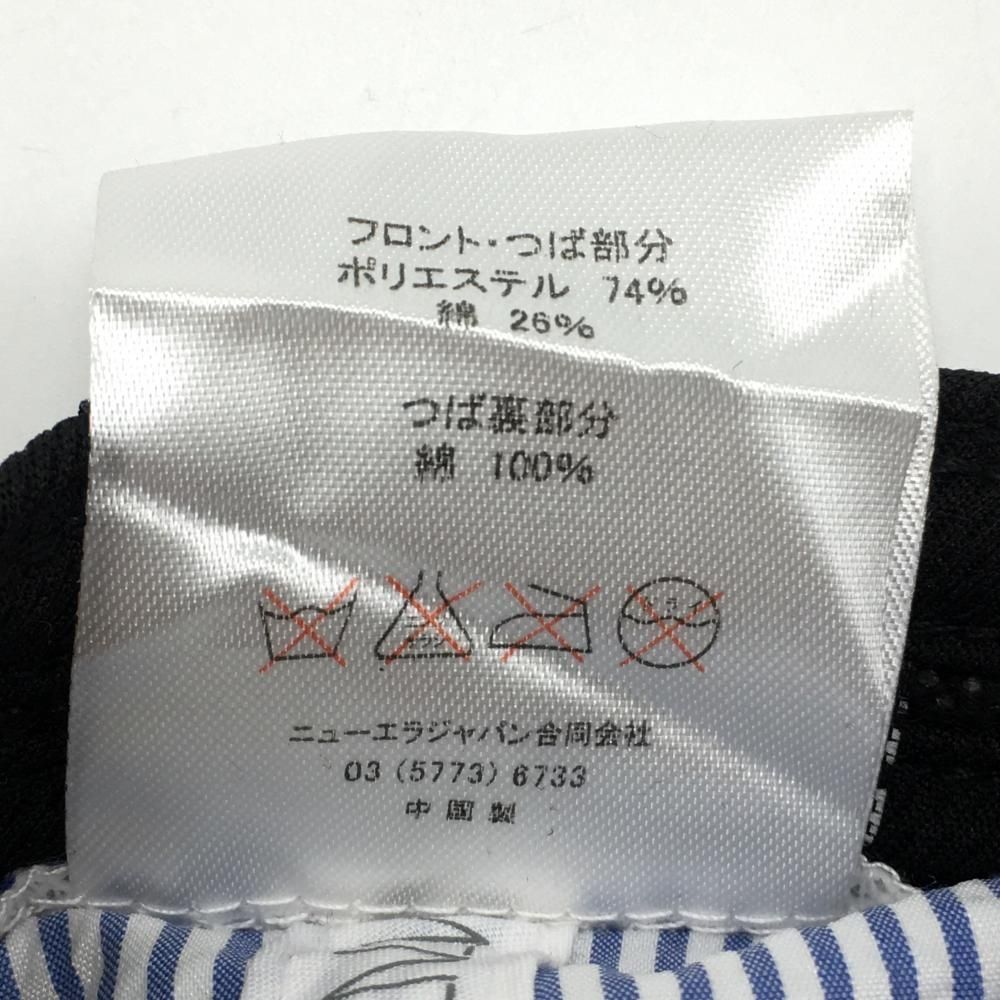 フロント・つば部分
ポリエステル 74%
綿 26%
つば裏部分
綿 100%
ニューエラジャパン合同会社
03 (5773) 6733
中国製